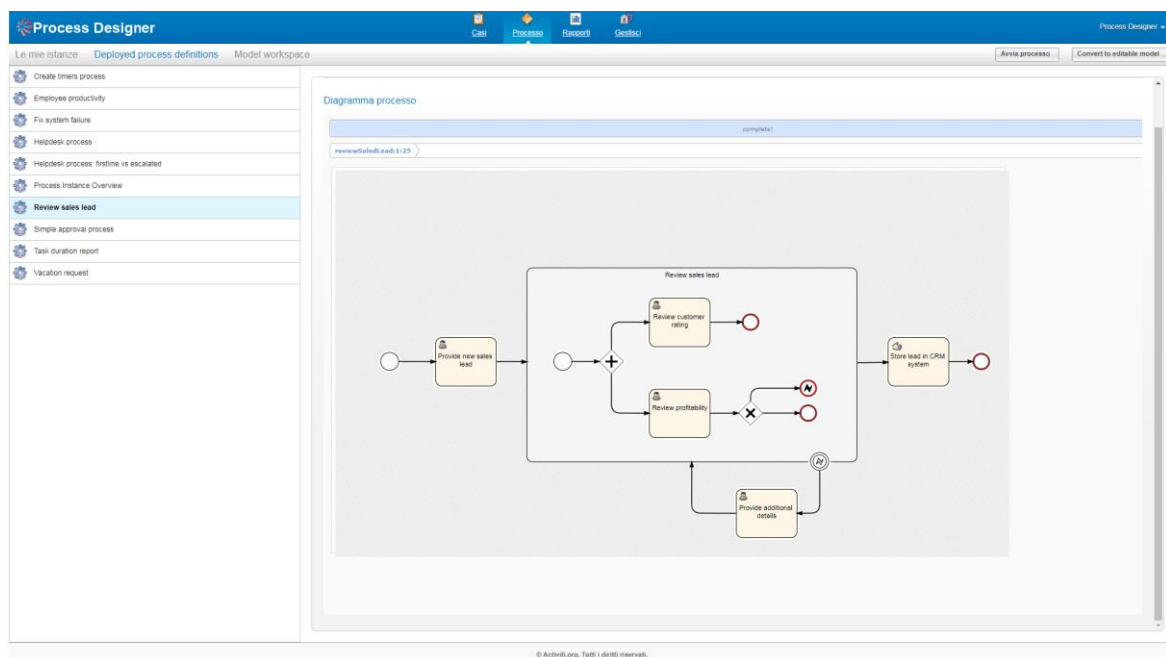 Process Designer
Casi
Processo
Rapporti
Gestisci
Process Designer
Le mie istanze
Deployed process definitions
Model workspace
Avvia processo
Convert to editable model
Create timers process
Employee productivity
Fix system failure
Helpdesk process
Helpdesk process: firstline vs escalated
Process Instance Overview
Review sales lead
Simple approval process
Task duration report
Vacation request
Diagramma processo
complete!
reviewSaledLead:1:25
Review sales lead
Review customer
rating
Provide new sales
lead
Store lead in CRM
system
Review profitability
Provide additional
details
© Activiti.org. Tutti i diritti riservati.